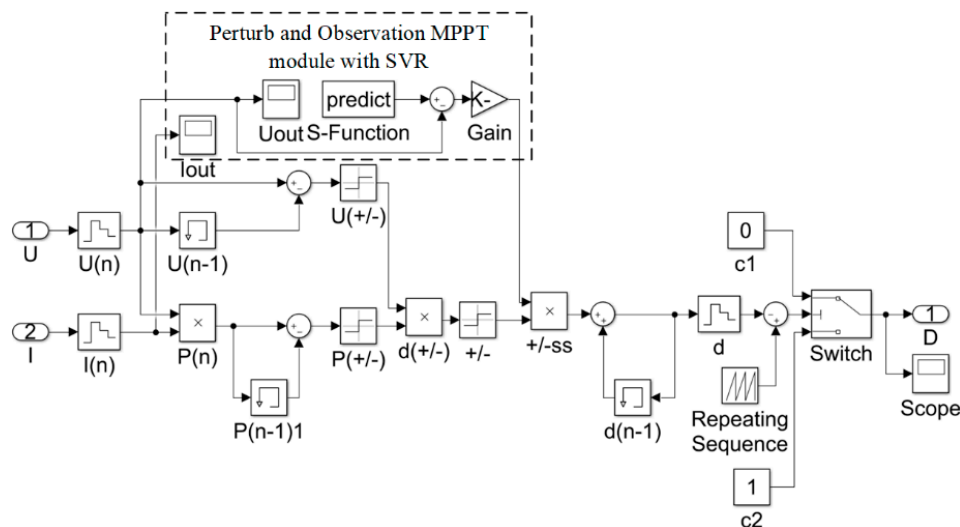 Perturb and Observation MPPT
module with SVR
predict
K-
Uout
S-Function
Gain
Iout
U(+/-)
1
U
U(n)
U(n-1)
0
c1
2
I
I(n)
×
P(n)
P(+/-)
×
d(+/-)
+/-
×
+/-ss
d
Switch
1
D
Scope
P(n-1)1
d(n-1)
Repeating
Sequence
1
c2